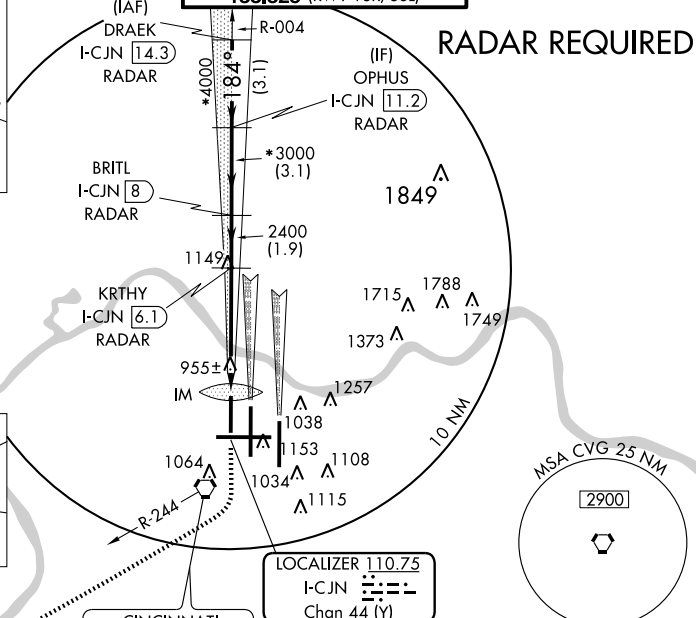 (IAF)
DRAEK
I-CJN 14.3
RADAR
R-004
*4000
184°
(3.1)
RADAR REQUIRED
(IF)
OPHUS
I-CJN 11.2
RADAR
*3000
(3.1)
BRITL
I-CJN 8
RADAR
1849
2400
(1.9)
1149
KRTHY
I-CJN 6.1
RADAR
1715
1788
1749
1373
955±
IM
1257
1038
10 NM
1153
1064
1034
1108
1115
R-244
MSA CVG 25 NM
2900
LOCALIZER 110.75
I-CJN
Chan 44 (Y)